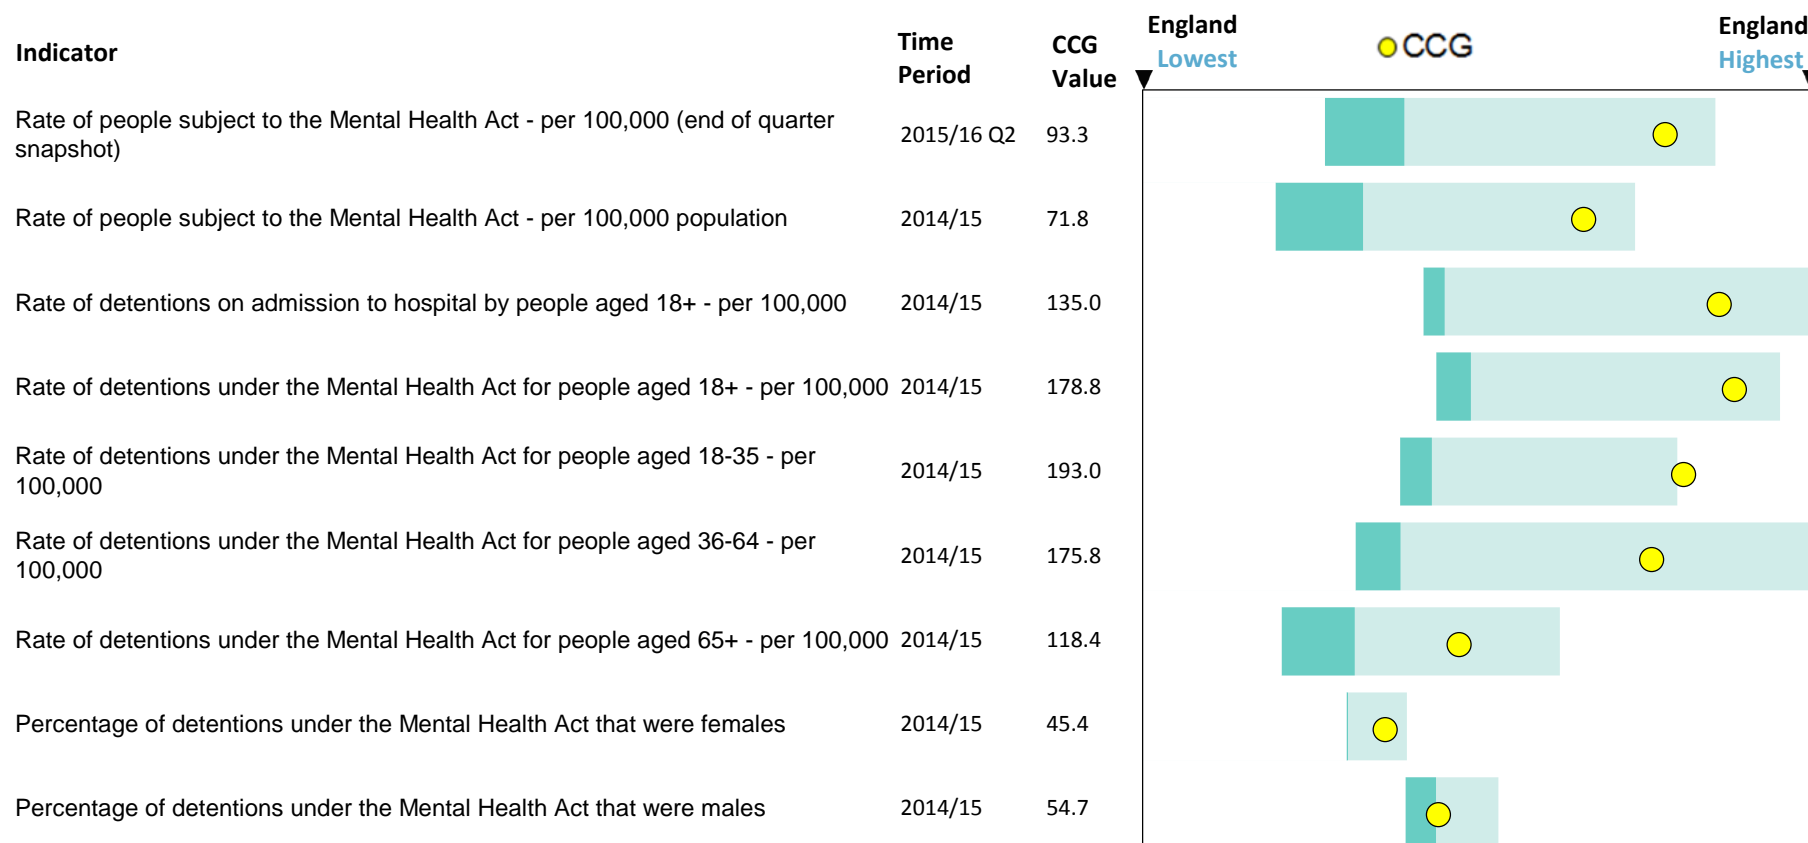 Indicator
Time
Period
CCG
Value
England
Lowest
CCG
England
Highest
Rate of people subject to the Mental Health Act - per 100,000 (end of quarter
snapshot)
2015/16 Q2
93.3
Rate of people subject to the Mental Health Act - per 100,000 population
2014/15
71.8
Rate of detentions on admission to hospital by people aged 18+ - per 100,000
2014/15
135.0
Rate of detentions under the Mental Health Act for people aged 18+ - per 100,000
2014/15
178.8
Rate of detentions under the Mental Health Act for people aged 18-35 - per
100,000
2014/15
193.0
Rate of detentions under the Mental Health Act for people aged 36-64 - per
100,000
2014/15
175.8
Rate of detentions under the Mental Health Act for people aged 65+ - per 100,000
2014/15
118.4
Percentage of detentions under the Mental Health Act that were females
2014/15
45.4
Percentage of detentions under the Mental Health Act that were males
2014/15
54.7